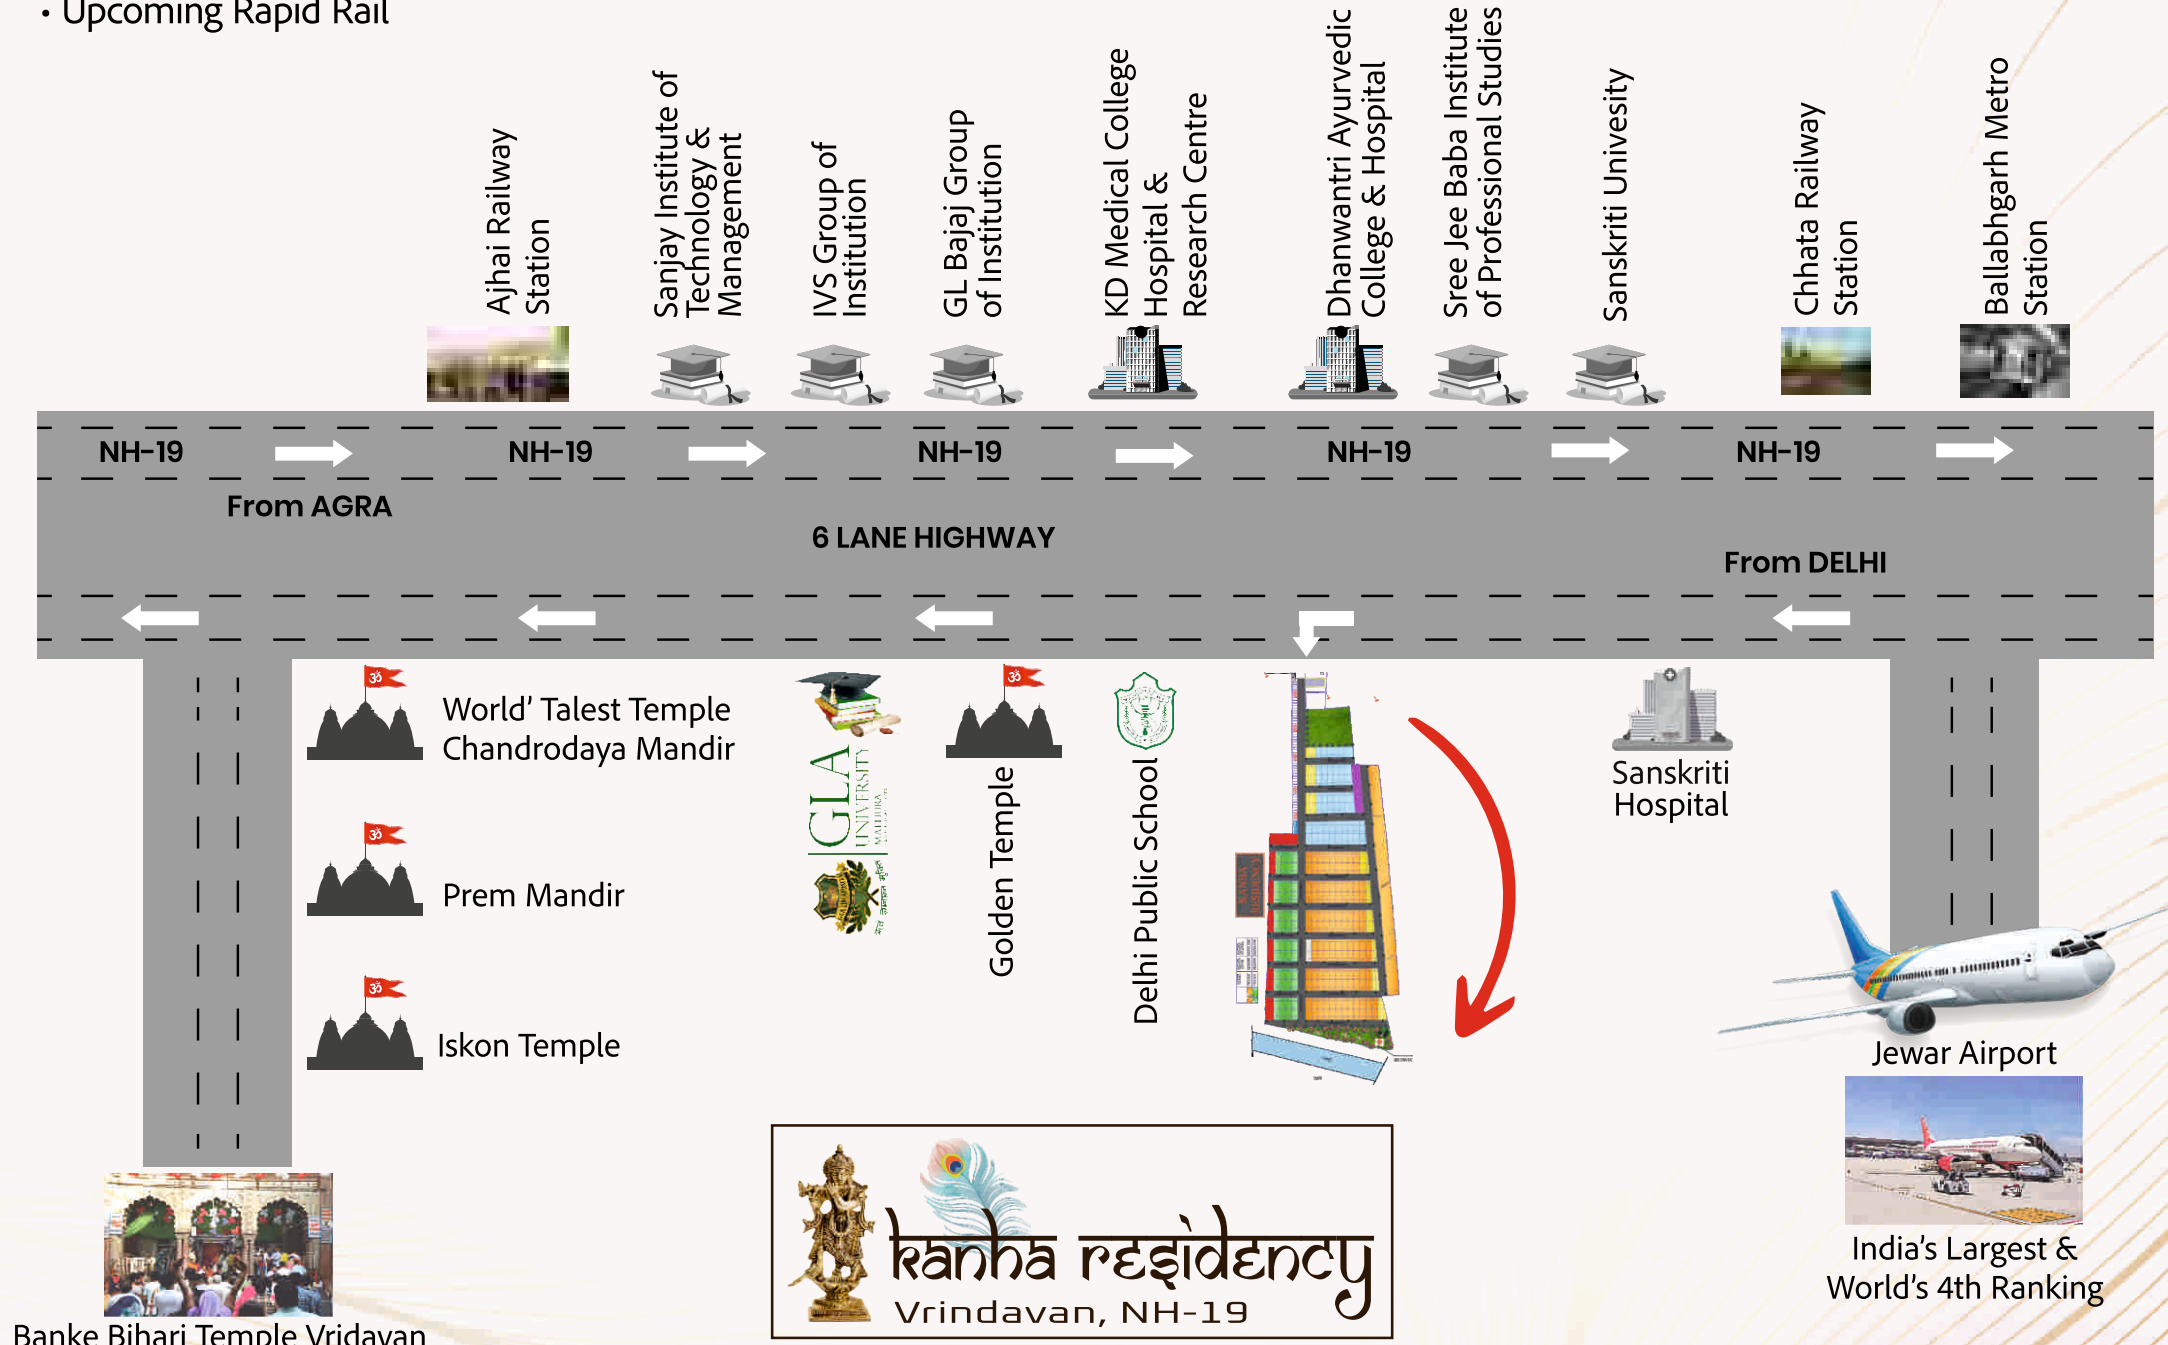 • Upcoming Rapid Rail
Ajhai Railway
Station
Sanjay Institute of
Technology &
Management
IVS Group of
Institution
GL Bajaj Group
of Institution
KD Medical College
Hospital &
Research Centre
Dhanwantri Ayurvedic
College & Hospital
Sree Jee Baba Institute
of Professional Studies
Sanskriti Univesity
Chhata Railway
Station
Ballabhgarh Metro
Station
NH-19
NH-19
NH-19
NH-19
NH-19
From AGRA
6 LANE HIGHWAY
From DELHI
ॐ
World' Talest Temple
Chandrodaya Mandir
ॐ
Prem Mandir
ॐ
Iskon Temple
GLA
UNIVERSITY
MATHURA
ॐ
Golden Temple
Delhi Public School
KANHA
RESIDENCY
Sanskriti
Hospital
Jewar Airport
India's Largest &
World's 4th Ranking
Banke Bihari Temple Vridavan
kanha residency
Vrindavan, NH-19